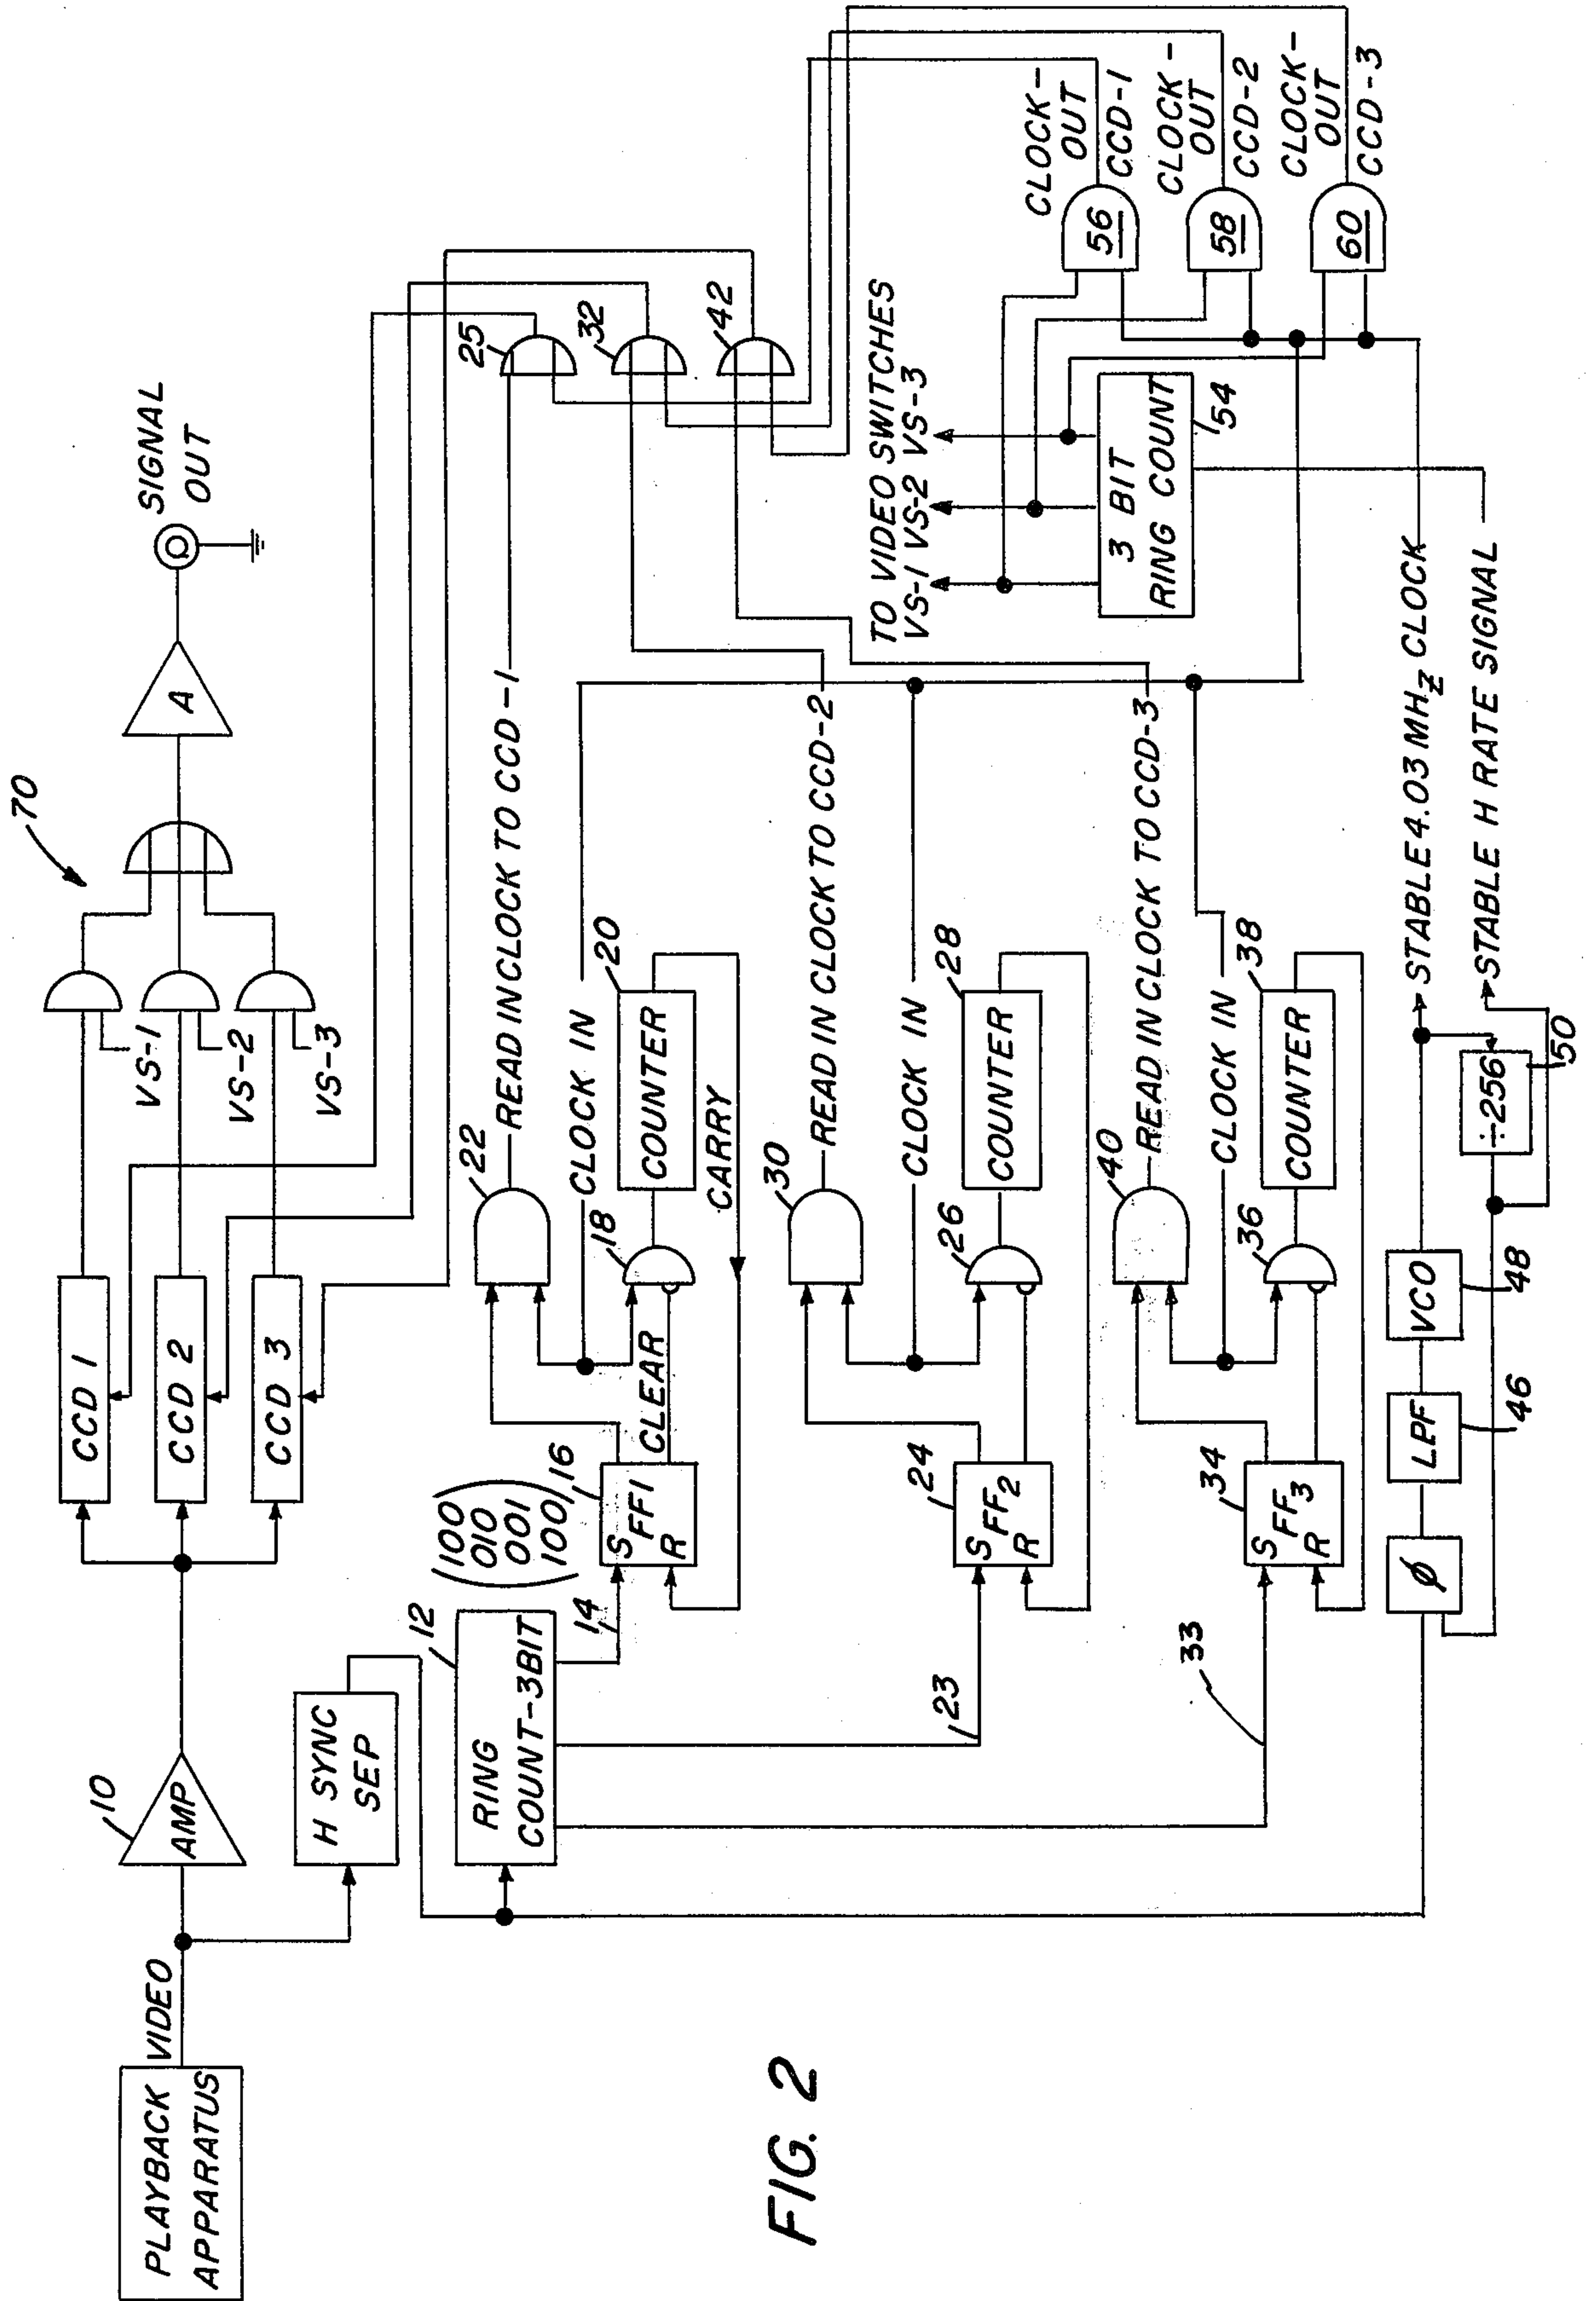 70
PLAYBACK
APPARATUS
VIDEO
10
AMP
CCD 1
CCD 2
CCD 3
VS-1
VS-2
VS-3
A
SIGNAL
OUT
H SYNC
SEP
12
RING
COUNT-3BIT
14
(100
010
001
100)
16
S
FF1
R
CLEAR
22
18
CLOCK IN
20
COUNTER
CARRY
READ IN CLOCK TO CCD-1
25
32
42
23
24
S
FF2
R
30
26
CLOCK IN
28
COUNTER
READ IN CLOCK TO CCD-2
33
34
S
FF3
R
40
36
CLOCK IN
38
COUNTER
READ IN CLOCK TO CCD-3
TO VIDEO SWITCHES
VS-1 VS-2 VS-3
3 BIT
RING COUNT
54
56
CLOCK-
OUT
CCD-1
58
CLOCK-
OUT
CCD-2
60
CLOCK-
OUT
CCD-3
ø
LPF
46
VCO
48
÷256
50
STABLE 4.03 MHZ CLOCK
STABLE H RATE SIGNAL
FIG. 2